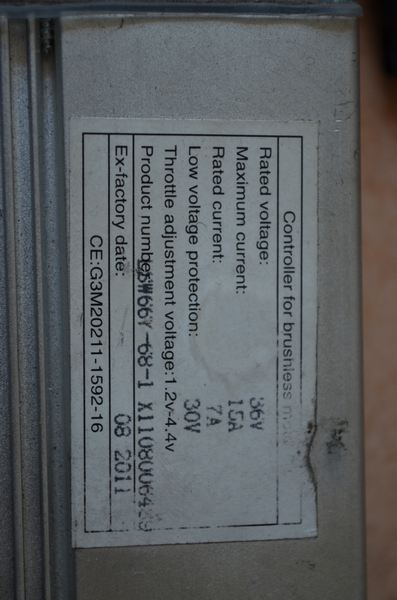 Controller for brushless
Rated voltage: 36V
Maximum current: 15A
Rated current: 7A
Low voltage protection: 30V
Throttle adjustment voltage:1.2V-4.4v
Product number:
Ex-factory date: 08 2011
CE:G3M20211-1592-16